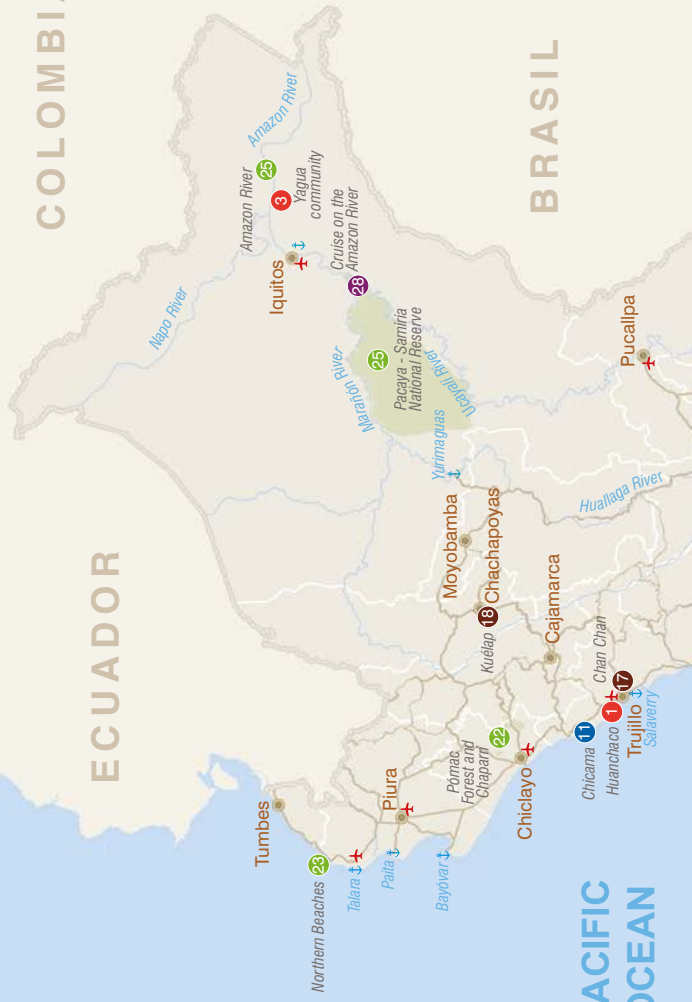 COLOMBI
Amazon River
Amazon River
25
3
Yagua
community
BRASIL
Iquitos
Cruise on the
Amazon River
28
Napo River
25
Pacaya - Samiria
National Reserve
Marañón River
Ucayali River
Pucallpa
Yurimaguas
Huallaga River
Moyobamba
Chachapoyas
18
Kuélap
ECUADOR
Cajamarca
Chan Chan
17
1
Huanchaco
Trujillo
Salaverry
11
Chicama
22
Pómac
Forest and
Chaparrí
Chiclayo
Tumbes
Piura
23
Northern Beaches
Talara
Paita
Bayóvar
ACIFIC
OCEAN